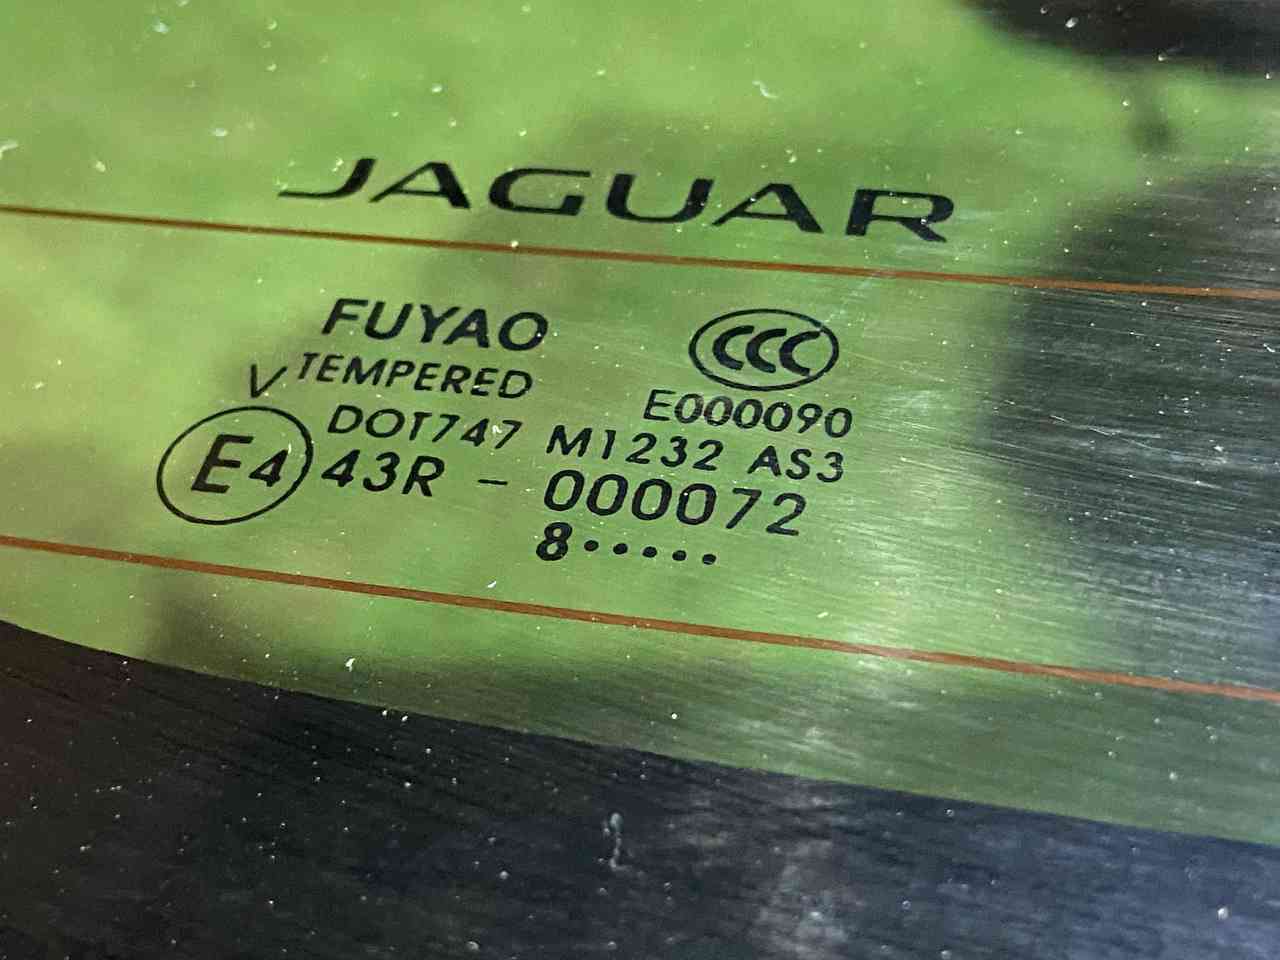 JAGUAR
FUYAO
CCC
V TEMPERED
E000090
DOT747 M1232 AS3
E4 43R - 000072
8•••••